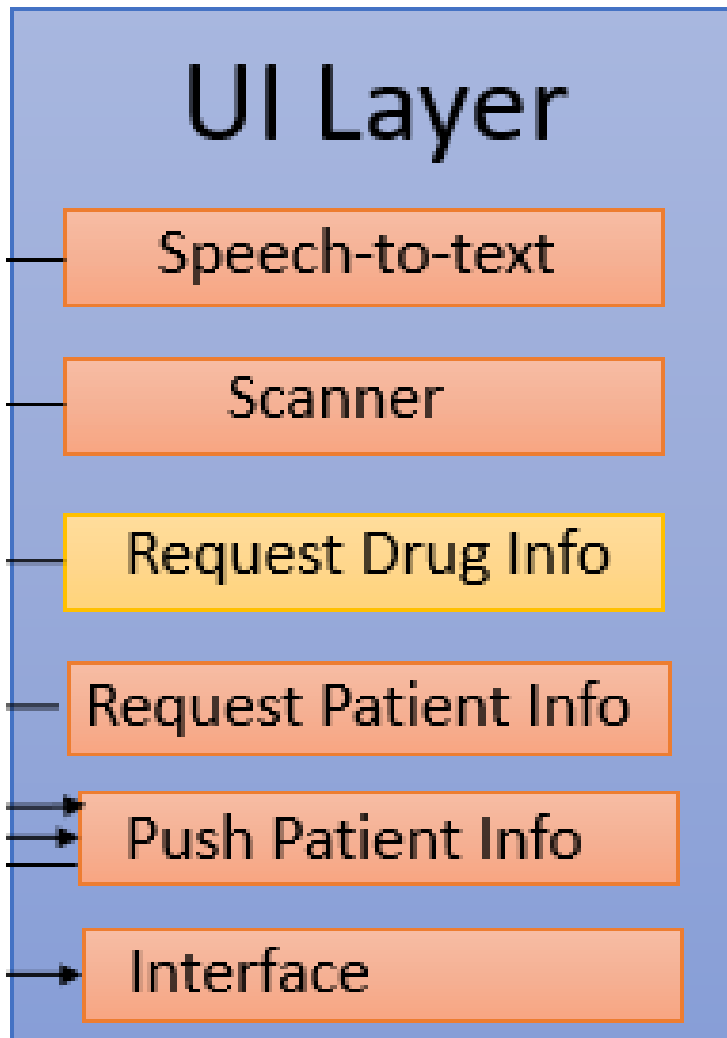 UI Layer
Speech-to-text
Scanner
Request Drug Info
Request Patient Info
Push Patient Info
Interface